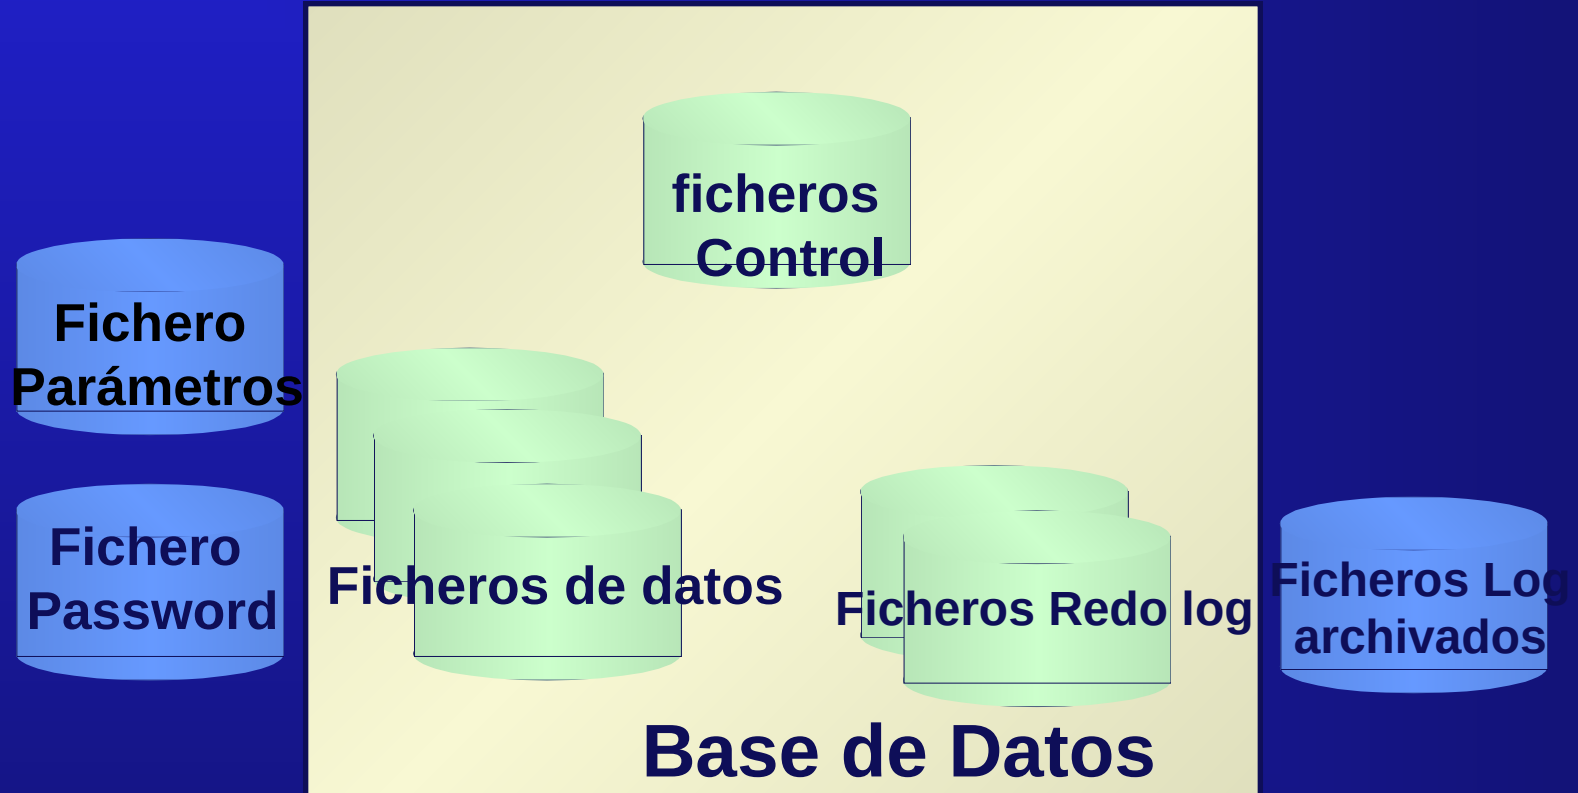 ficheros
Control
Fichero
Parámetros
Fichero
Password
Ficheros de datos
Ficheros Redo log
Ficheros Log
archivados
Base de Datos